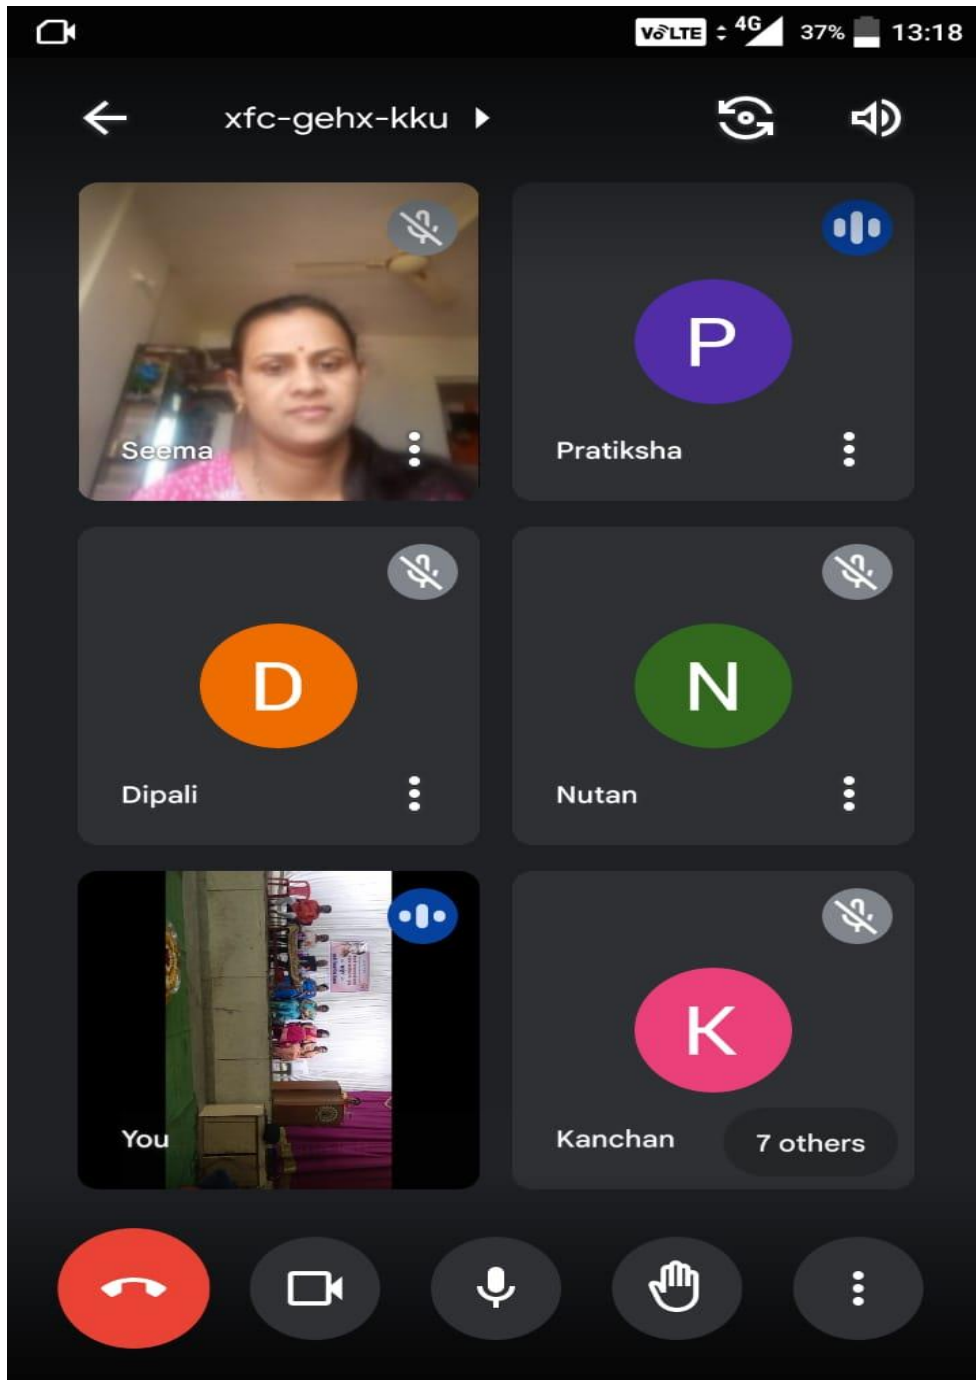 VoLTE 4G 37% 13:18
xfc-gehx-kku
P
Seema
Pratiksha
D
N
Dipali
Nutan
K
You
Kanchan
7 others